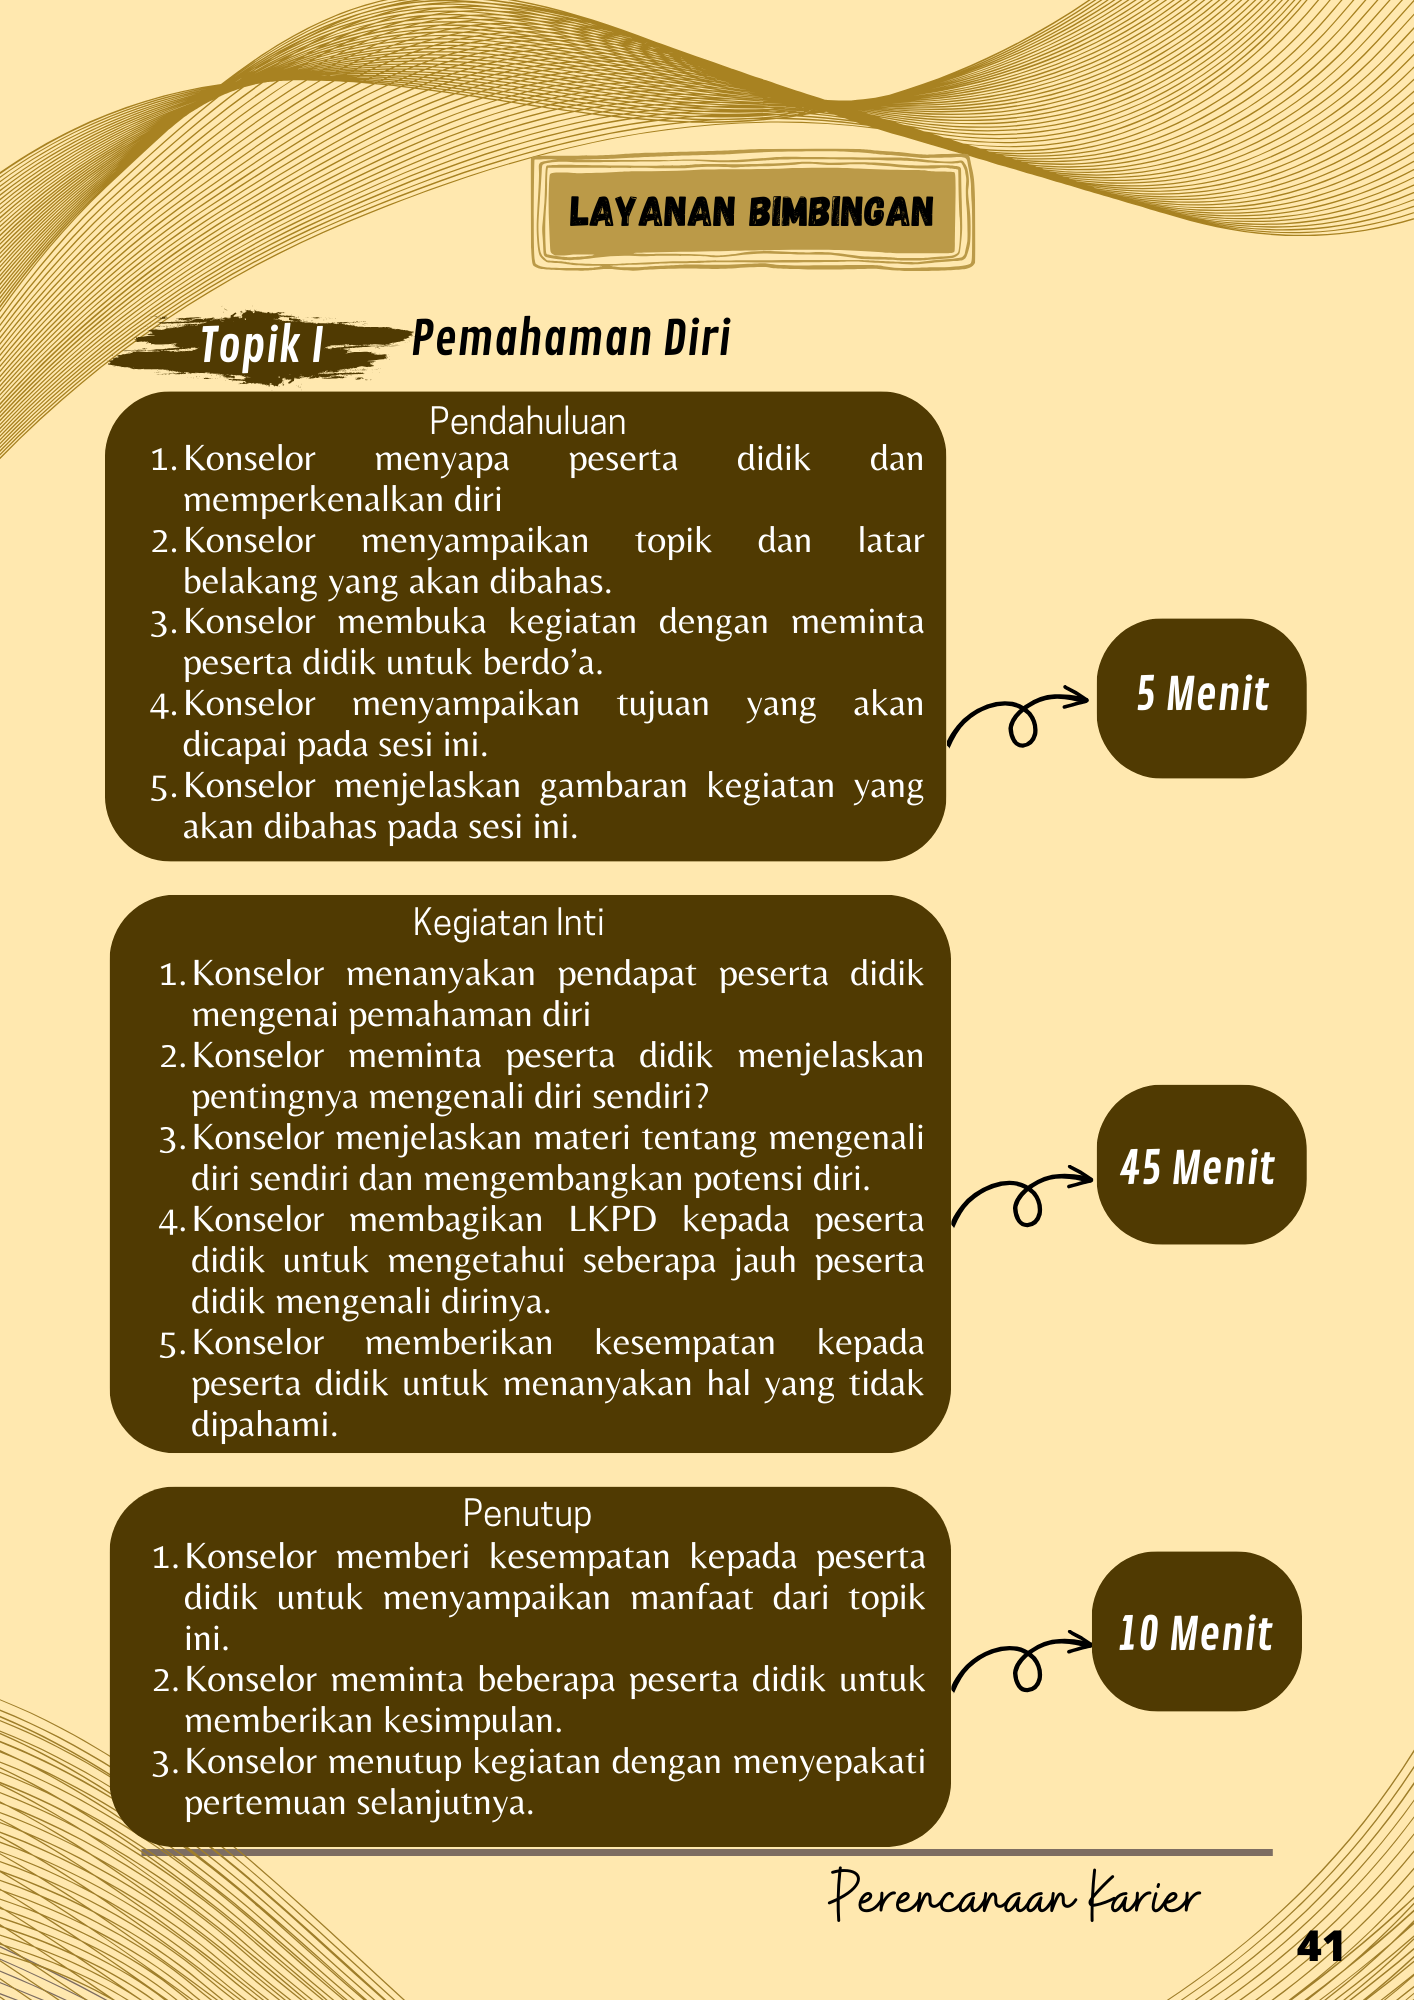 LAYANAN BIMBINGAN
Topik I Pemahaman Diri
Pendahuluan
1. Konselor menyapa peserta didik dan
memperkenalkan diri
2. Konselor menyampaikan topik dan latar
belakang yang akan dibahas.
3. Konselor membuka kegiatan dengan meminta
peserta didik untuk berdo’a.
4. Konselor menyampaikan tujuan yang akan
dicapai pada sesi ini.
5. Konselor menjelaskan gambaran kegiatan yang
akan dibahas pada sesi ini.
5 Menit
Kegiatan Inti
1. Konselor menanyakan pendapat peserta didik
mengenai pemahaman diri
2. Konselor meminta peserta didik menjelaskan
pentingnya mengenali diri sendiri?
3. Konselor menjelaskan materi tentang mengenali
diri sendiri dan mengembangkan potensi diri.
4. Konselor membagikan LKPD kepada peserta
didik untuk mengetahui seberapa jauh peserta
didik mengenali dirinya.
5. Konselor memberikan kesempatan kepada
peserta didik untuk menanyakan hal yang tidak
dipahami.
45 Menit
Penutup
1. Konselor memberi kesempatan kepada peserta
didik untuk menyampaikan manfaat dari topik
ini.
2. Konselor meminta beberapa peserta didik untuk
memberikan kesimpulan.
3. Konselor menutup kegiatan dengan menyepakati
pertemuan selanjutnya.
10 Menit
Perencanaan Karier
41